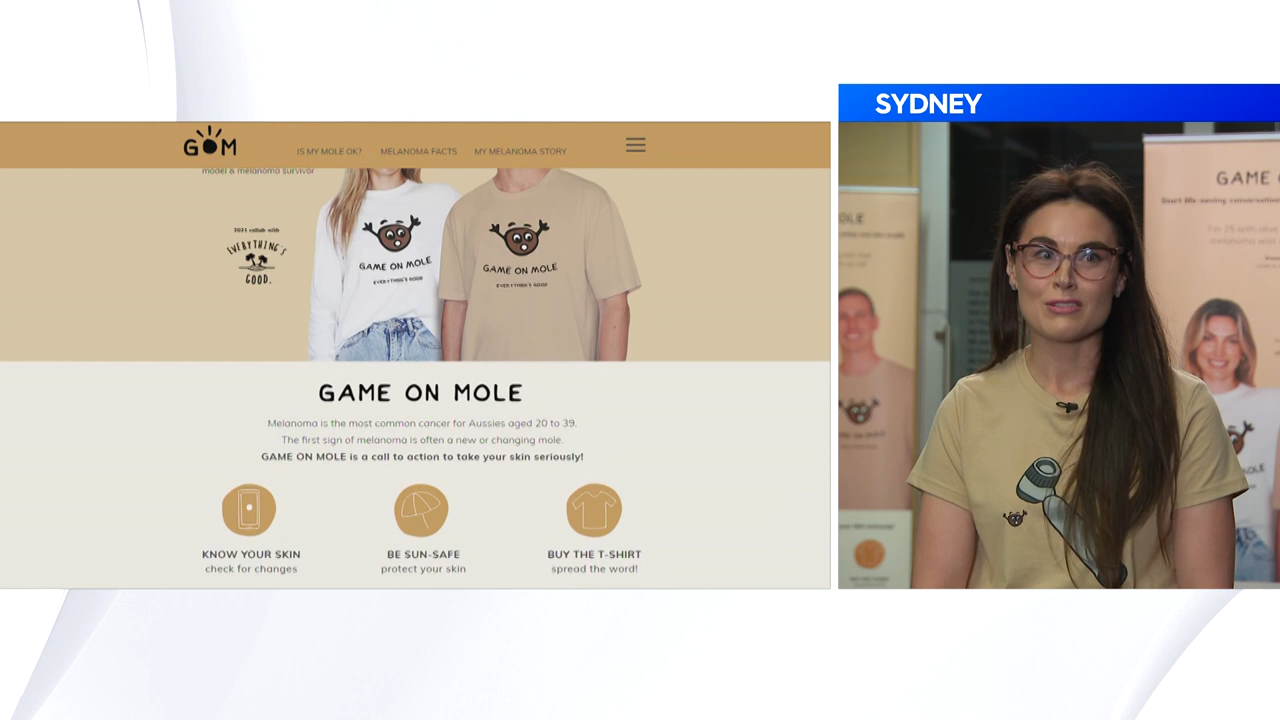 SYDNEY
GOM
IS MY MOLE OK?
MELANOMA FACTS
MY MELANOMA STORY
model & melanoma survivor
2021 collab with
EVERYTHING'S
GOOD.
GAME ON MOLE
EVERYTHING'S GOOD
GAME ON MOLE
EVERYTHING'S GOOD
GAME ON MOLE
Melanoma is the most common cancer for Aussies aged 20 to 39.
The first sign of melanoma is often a new or changing mole.
GAME ON MOLE is a call to action to take your skin seriously!
KNOW YOUR SKIN
check for changes
BE SUN-SAFE
protect your skin
BUY THE T-SHIRT
spread the word!
GAME
Start life-saving conversation